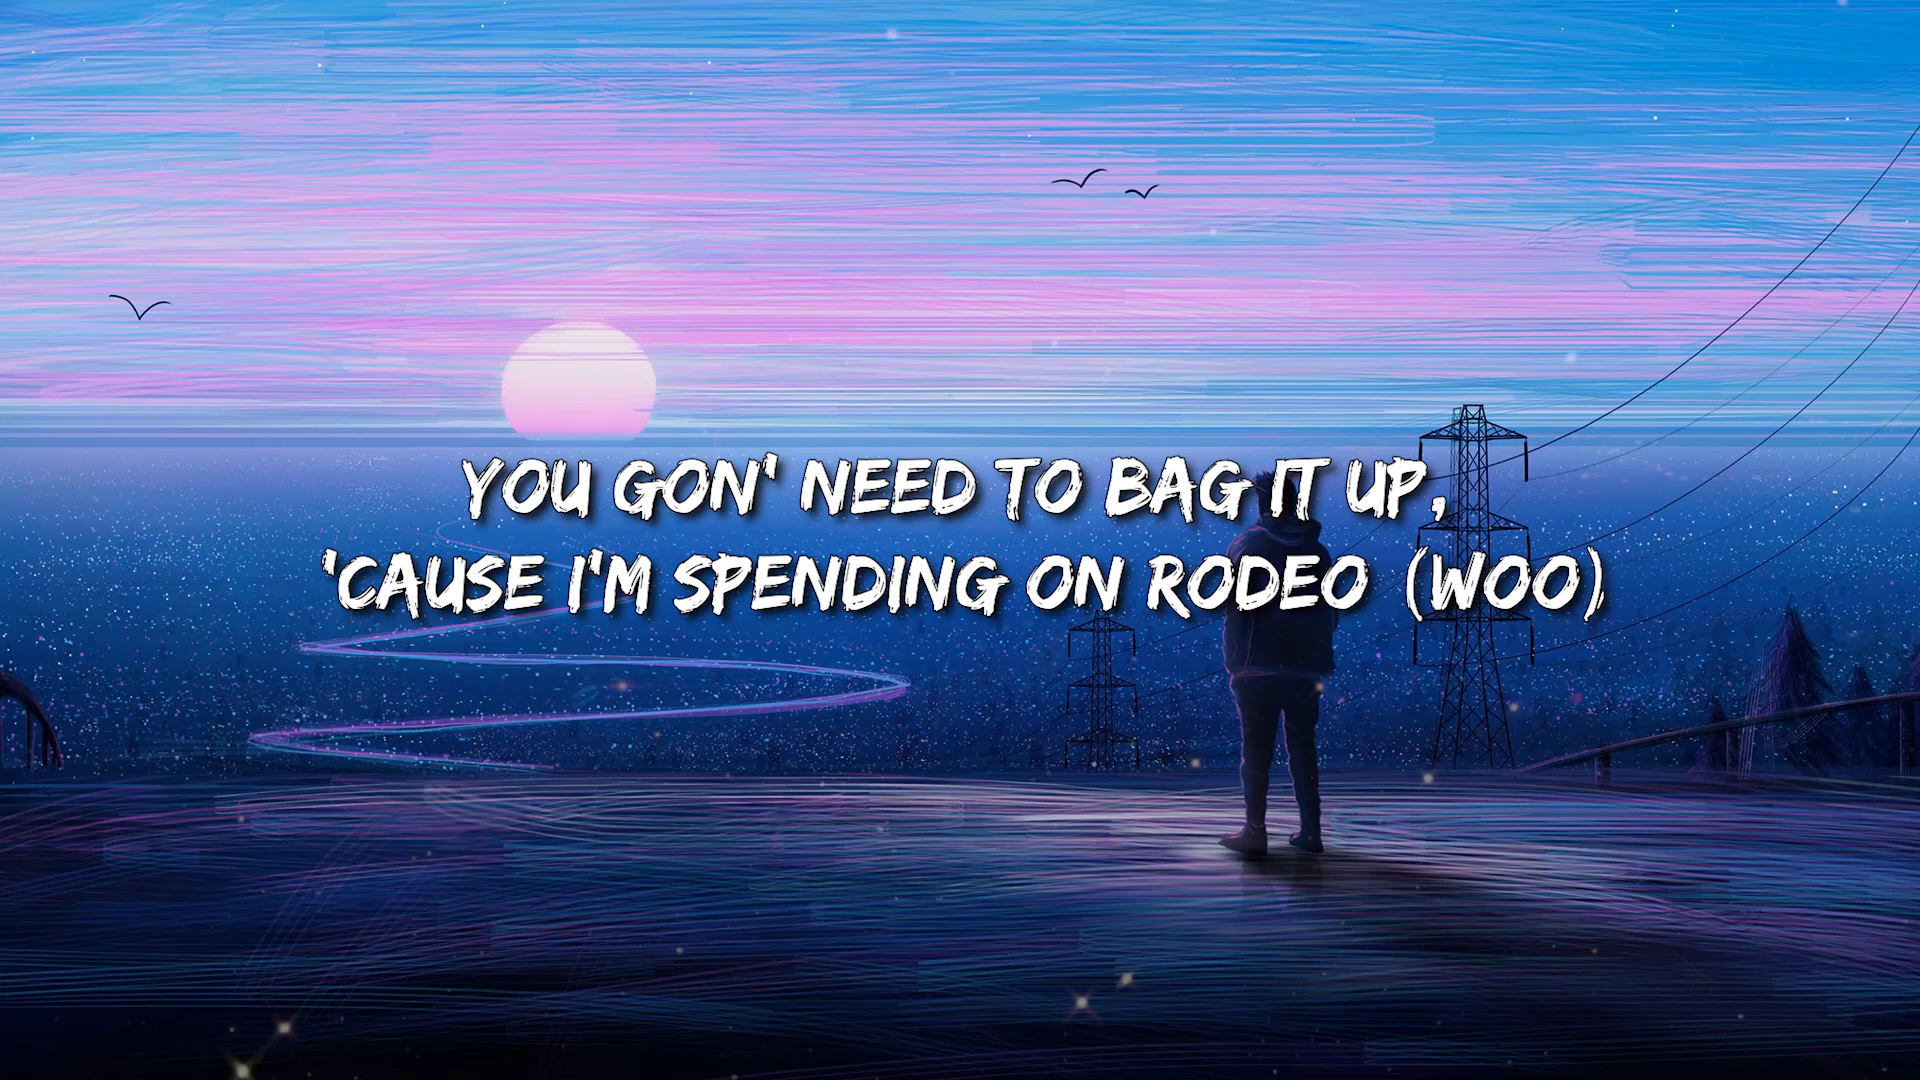 YOU GON' NEED TO BAG IT UP,
'CAUSE I'M SPENDING ON RODEO (WOO)